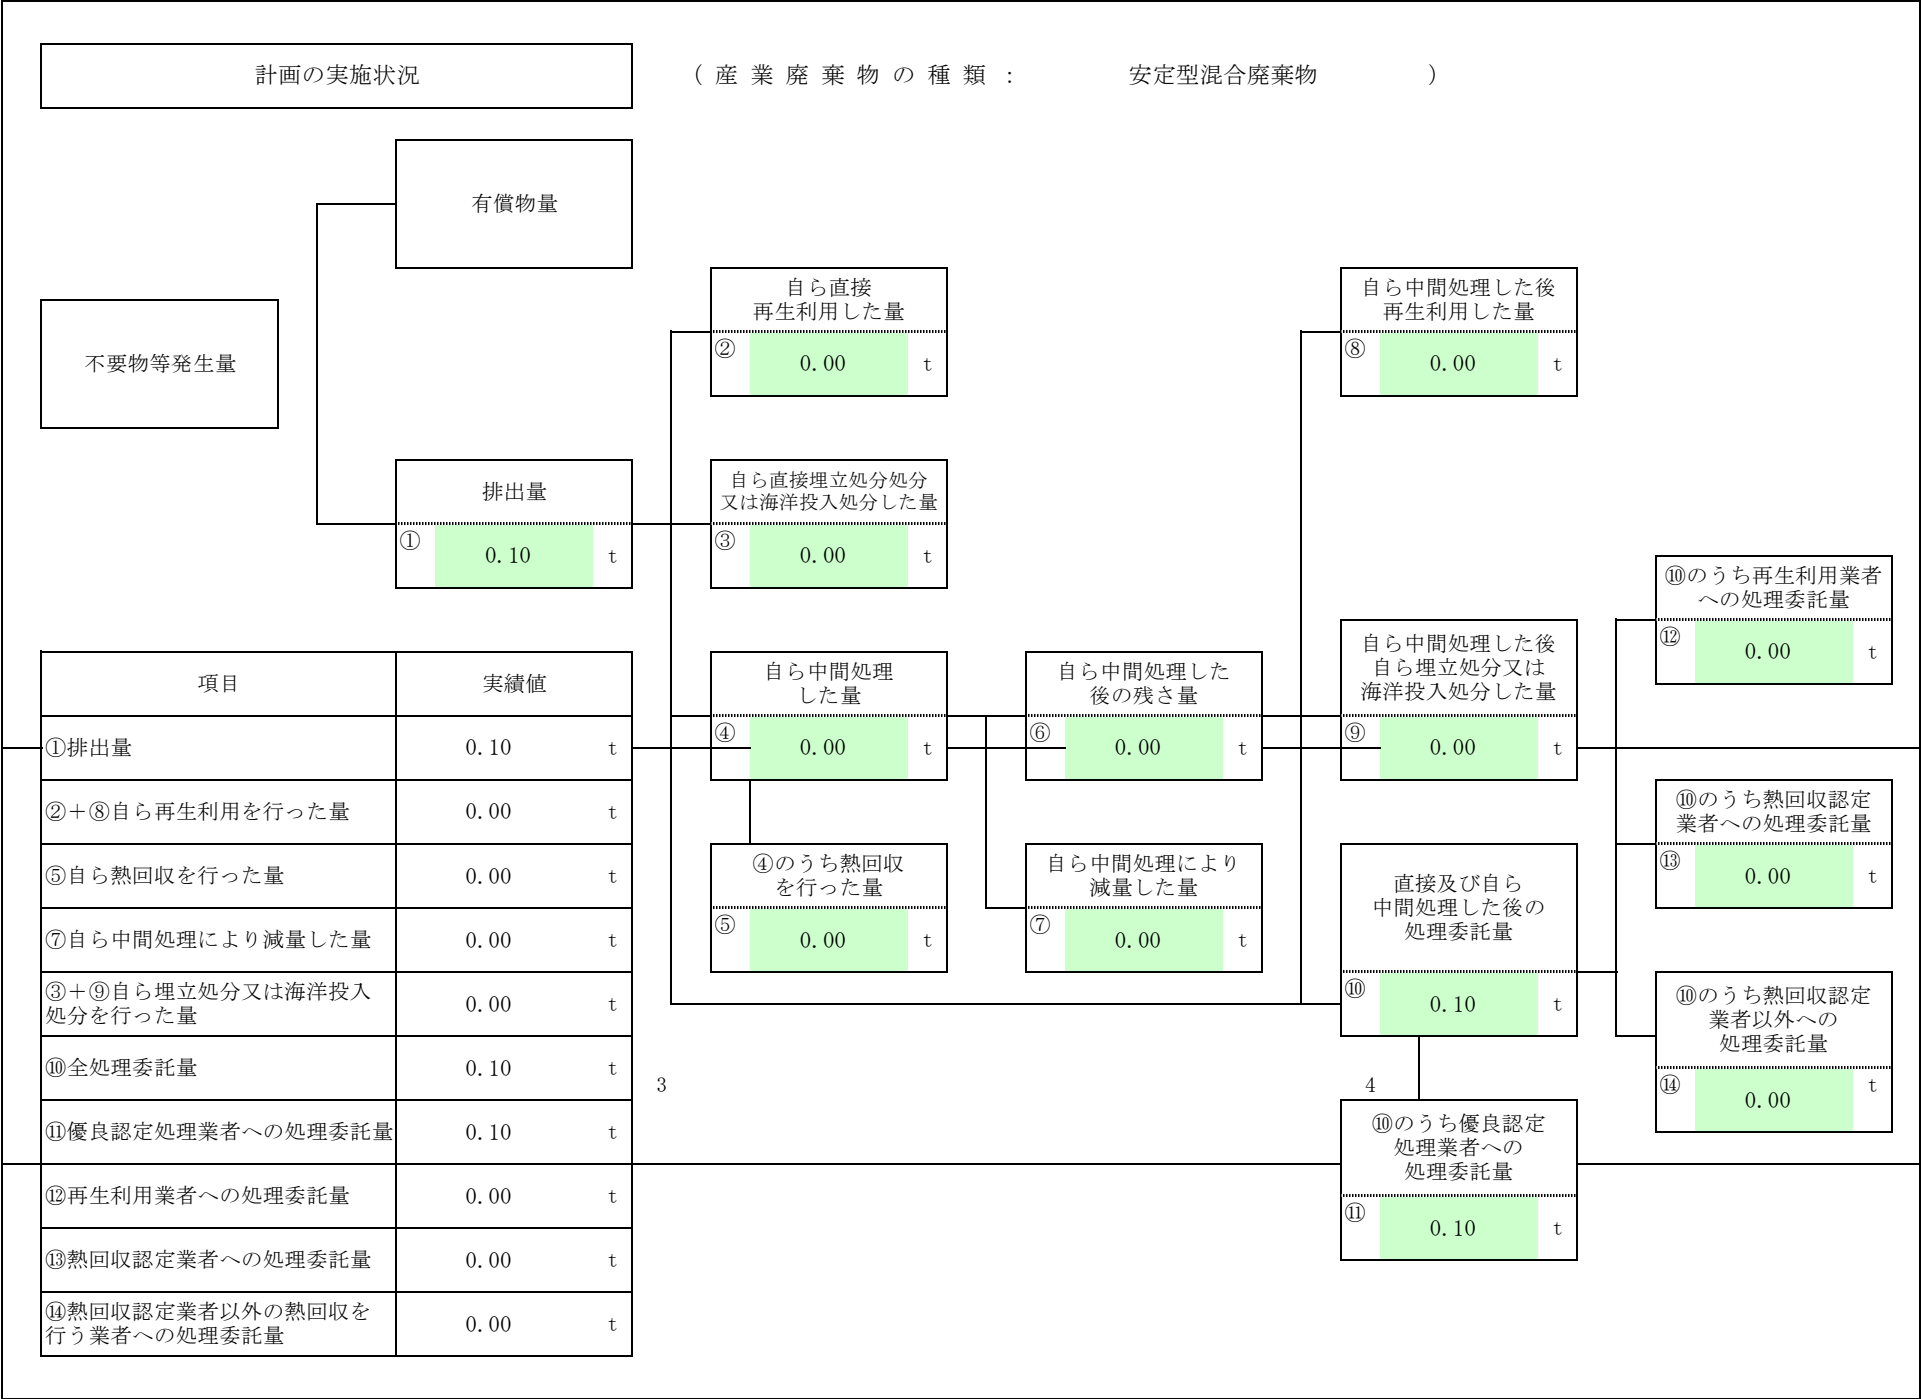 計画の実施状況
（産業廃棄物の種類： 安定型混合廃棄物 ）
有償物量
不要物等発生量
自ら直接
再生利用した量
② 0.00 t
自ら中間処理した後
再生利用した量
⑧ 0.00 t
排出量
① 0.10 t
自ら直接埋立処分処分
又は海洋投入処分した量
③ 0.00 t
⑩のうち再生利用業者
への処理委託量
⑫ 0.00 t
自ら中間処理
した量
④ 0.00 t
自ら中間処理した
後の残さ量
⑥ 0.00 t
自ら中間処理した後
自ら埋立処分又は
海洋投入処分した量
⑨ 0.00 t
⑩のうち熱回収認定
業者への処理委託量
⑬ 0.00 t
④のうち熱回収
を行った量
⑤ 0.00 t
自ら中間処理により
減量した量
⑦ 0.00 t
直接及び自ら
中間処理した後の
処理委託量
⑩ 0.10 t
⑩のうち熱回収認定
業者以外への
処理委託量
⑭ 0.00 t
⑩のうち優良認定
処理業者への
処理委託量
⑪ 0.10 t
項目 実績値
①排出量 0.10 t
②＋⑧自ら再生利用を行った量 0.00 t
⑤自ら熱回収を行った量 0.00 t
⑦自ら中間処理により減量した量 0.00 t
③＋⑨自ら埋立処分又は海洋投入
処分を行った量 0.00 t
⑩全処理委託量 0.10 t
⑪優良認定処理業者への処理委託量 0.10 t
⑫再生利用業者への処理委託量 0.00 t
⑬熱回収認定業者への処理委託量 0.00 t
⑭熱回収認定業者以外の熱回収を
行う業者への処理委託量 0.00 t
3
4